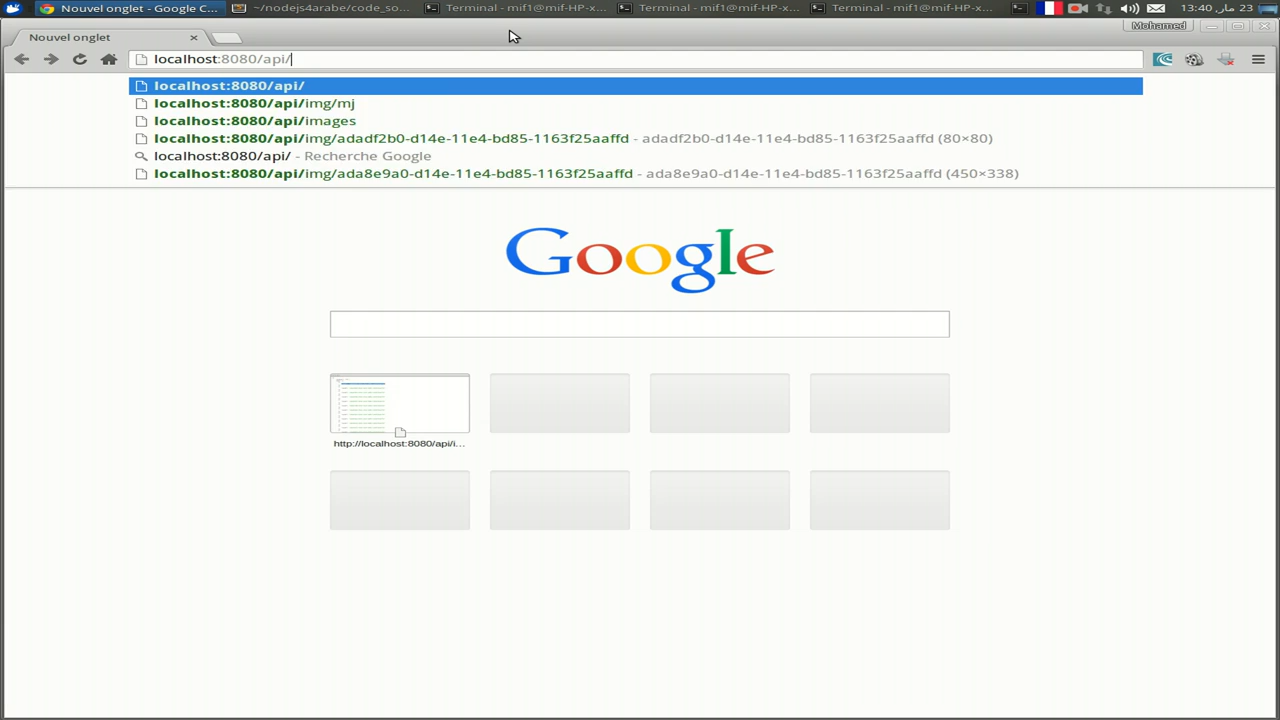 Nouvel onglet - Google C... ~/nodejs4arabe/code_so... Terminal - mif1@mif-HP-x... Terminal - mif1@mif-HP-x... Terminal - mif1@mif-HP-x... 13:40 ,مار 23
Nouvel onglet Mohamed
localhost:8080/api/
localhost:8080/api/
localhost:8080/api/img/mj
localhost:8080/api/images
localhost:8080/api/img/adadf2b0-d14e-11e4-bd85-1163f25aaffd - adadf2b0-d14e-11e4-bd85-1163f25aaffd (80×80)
localhost:8080/api/ - Recherche Google
localhost:8080/api/img/ada8e9a0-d14e-11e4-bd85-1163f25aaffd - ada8e9a0-d14e-11e4-bd85-1163f25aaffd (450×338)
Google
http://localhost:8080/api/i...